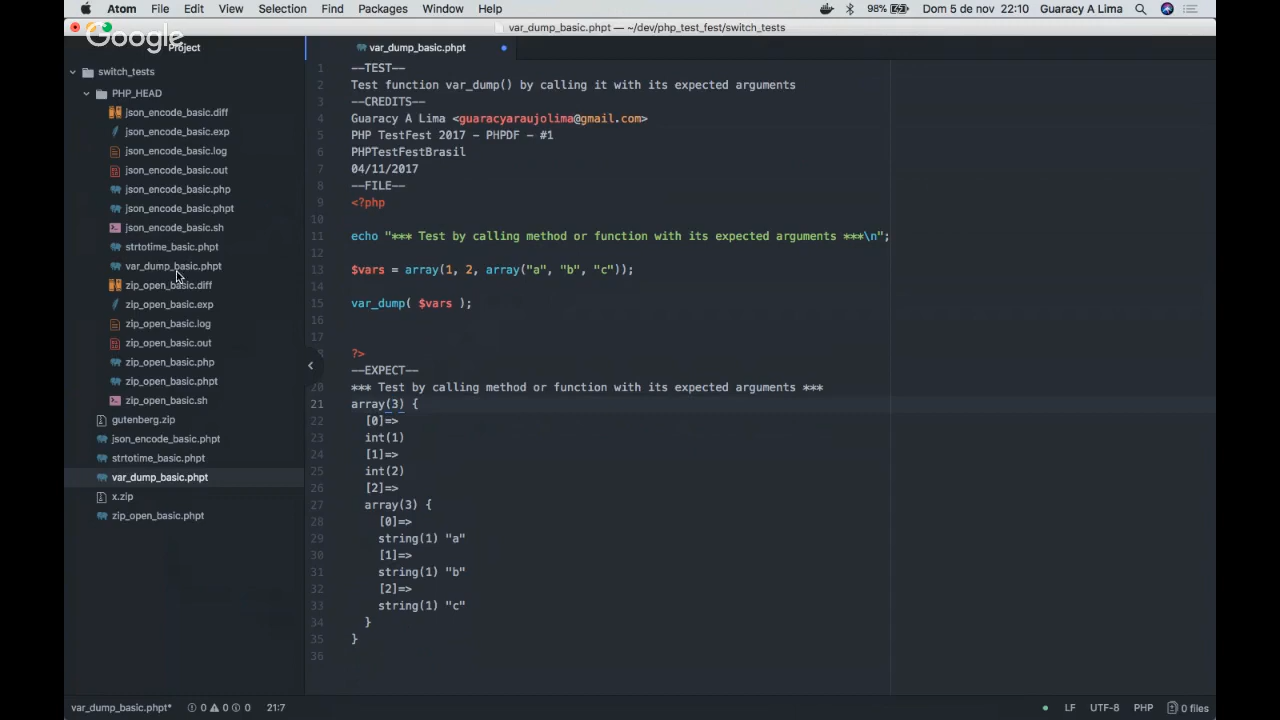 Atom File Edit View Selection Find Packages Window Help 98% Dom 5 de nov 22:10 Guaracy A Lima
var_dump_basic.phpt — ~/dev/php_test_fest/switch_tests
Google
Project
switch_tests
PHP_HEAD
json_encode_basic.diff
json_encode_basic.exp
json_encode_basic.log
json_encode_basic.out
json_encode_basic.php
json_encode_basic.phpt
json_encode_basic.sh
strtotime_basic.phpt
var_dump_basic.phpt
zip_open_basic.diff
zip_open_basic.exp
zip_open_basic.log
zip_open_basic.out
zip_open_basic.php
zip_open_basic.phpt
zip_open_basic.sh
gutenberg.zip
json_encode_basic.phpt
strtotime_basic.phpt
var_dump_basic.phpt
x.zip
zip_open_basic.phpt
var_dump_basic.phpt
1 --TEST--
2 Test function var_dump() by calling it with its expected arguments
3 --CREDITS--
4 Guaracy A Lima <guaracyaraujolima@gmail.com>
5 PHP TestFest 2017 - PHPDF - #1
6 PHPTestFestBrasil
7 04/11/2017
8 --FILE--
9 <?php
10
11 echo "*** Test by calling method or function with its expected arguments ***\n";
12
13 $vars = array(1, 2, array("a", "b", "c"));
14
15 var_dump( $vars );
16
17
18 ?>
19 --EXPECT--
20 *** Test by calling method or function with its expected arguments ***
21 array(3) {
22 [0]=>
23 int(1)
24 [1]=>
25 int(2)
26 [2]=>
27 array(3) {
28 [0]=>
29 string(1) "a"
30 [1]=>
31 string(1) "b"
32 [2]=>
33 string(1) "c"
34 }
35 }
36
var_dump_basic.phpt* 0 0 0 21:7 LF UTF-8 PHP 0 files